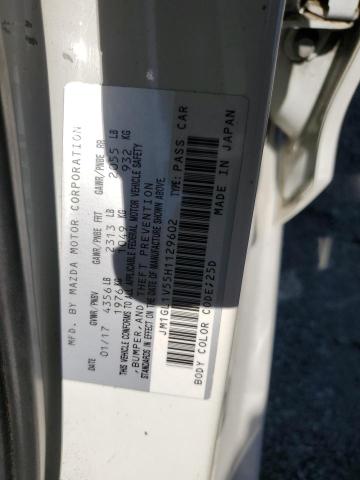 MFD. BY MAZDA MOTOR CORPORATION
GVWR/PNBV GAWR/PNBE FRT GAWR/PNBE RR
01/17 4356LB 2313 LB 2055 LB
1976KG 1049 KG 932 KG
THIS VEHICLE CONFORMS TO ALL APPLICABLE FEDERAL MOTOR VEHICLE SAFETY
,BUMPER,AND THEFT PREVENTION
STANDARDS IN EFFECT ON THE DATE OF MANUFACTURE SHOWN ABOVE.
JM1GL1V55H1129602 TYPE: PASS CAR
BODY COLOR CODE:25D MADE IN JAPAN